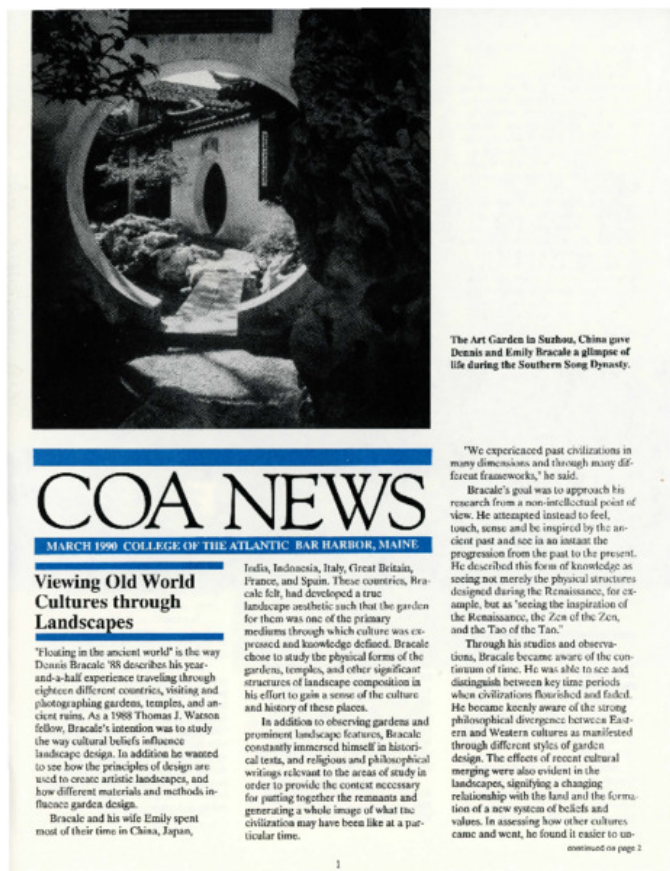 The Art Garden in Suzhou, China gave
Dennis and Emily Bracale a glimpse of
life during the Southern Song Dynasty.
COA NEWS
MARCH 1990 COLLEGE OF THE ATLANTIC BAR HARBOR, MAINE
Viewing Old World
Cultures through
Landscapes
"Floating in the ancient world" is the way
Dennis Bracale '88 describes his year-
and-a-half experience traveling through
eighteen different countries, visiting and
photographing gardens, temples, and an-
cient ruins. As a 1988 Thomas J. Watson
fellow, Bracale's intention was to study
the way cultural beliefs influence
landscape design. In addition he wanted
to see how the principles of design are
used to create artistic landscapes, and
how different materials and methods in-
fluence garden design.
Bracale and his wife Emily spent
most of their time in China, Japan,
India, Indonesia, Italy, Great Britain,
France, and Spain. These countries, Bra-
cale felt, had developed a true
landscape aesthetic such that the garden
for them was one of the primary
mediums through which culture was ex-
pressed and knowledge defined. Bracale
chose to study the physical forms of the
gardens, temples, and other significant
structures of landscape composition in
his effort to gain a sense of the culture
and history of these places.
In addition to observing gardens and
prominent landscape features, Bracale
constantly immersed himself in histori-
cal texts, and religious and philosophical
writings relevant to the areas of study in
order to provide the context necessary
for putting together the remnants and
generating a whole image of what the
civilization may have been like at a par-
ticular time.
"We experienced past civilizations in
many dimensions and through many dif-
ferent frameworks," he said.
Bracale's goal was to approach his
research from a non-intellectual point of
view. He attempted instead to feel,
touch, sense and be inspired by the an-
cient past and see in an instant the
progression from the past to the present.
He described this form of knowledge as
seeing not merely the physical structures
designed during the Renaissance, for ex-
ample, but as "seeing the inspiration of
the Renaissance, the Zen of the Zen,
and the Tao of the Tao."
Through his studies and observa-
tions, Bracale became aware of the con-
tinuum of time. He was able to see and
distinguish between key time periods
when civilizations flourished and faded.
He became keenly aware of the strong
philosophical divergence between East-
ern and Western cultures as manifested
through different styles of garden
design. The effects of recent cultural
merging were also evident in the
landscapes, signifying a changing
relationship with the land and the forma-
tion of a new system of beliefs and
values. In assessing how other cultures
came and went, he found it easier to un-
continued on page 2
1